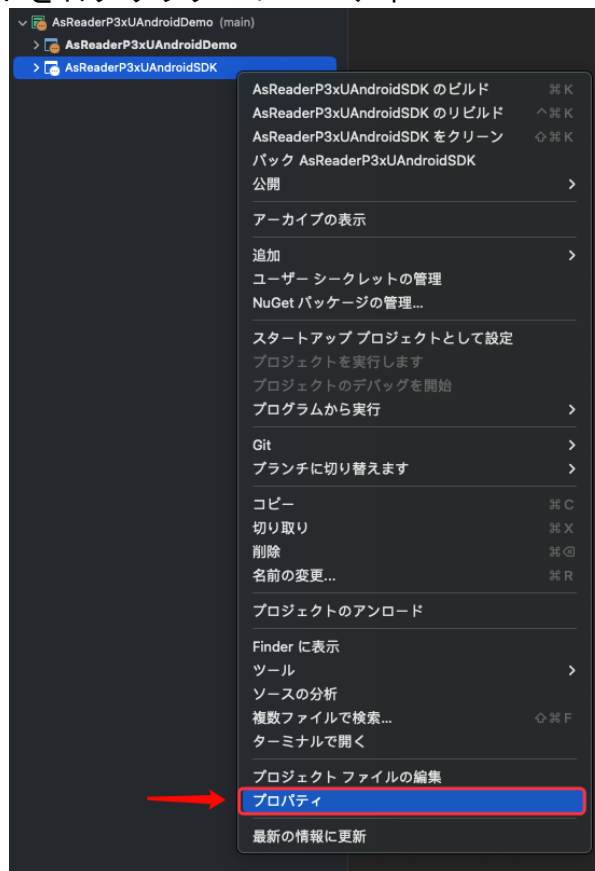 AsReaderP3xUAndroidDemo (main)
AsReaderP3xUAndroidDemo
AsReaderP3xUAndroidSDK
AsReaderP3xUAndroidSDK のビルド ⌘ K
AsReaderP3xUAndroidSDK のリビルド ^⌘ K
AsReaderP3xUAndroidSDK をクリーン ⇧⌘ K
パック AsReaderP3xUAndroidSDK
公開
アーカイブの表示
追加
ユーザー シークレットの管理
NuGet パッケージの管理...
スタートアップ プロジェクトとして設定
プロジェクトを実行します
プロジェクトのデバッグを開始
プログラムから実行
Git
ブランチに切り替えます
コピー ⌘ C
切り取り ⌘ X
削除 ⌘ ⌫
名前の変更... ⌘ R
プロジェクトのアンロード
Finder に表示
ツール
ソースの分析
複数ファイルで検索... ⇧⌘ F
ターミナルで開く
プロジェクト ファイルの編集
プロパティ
最新の情報に更新